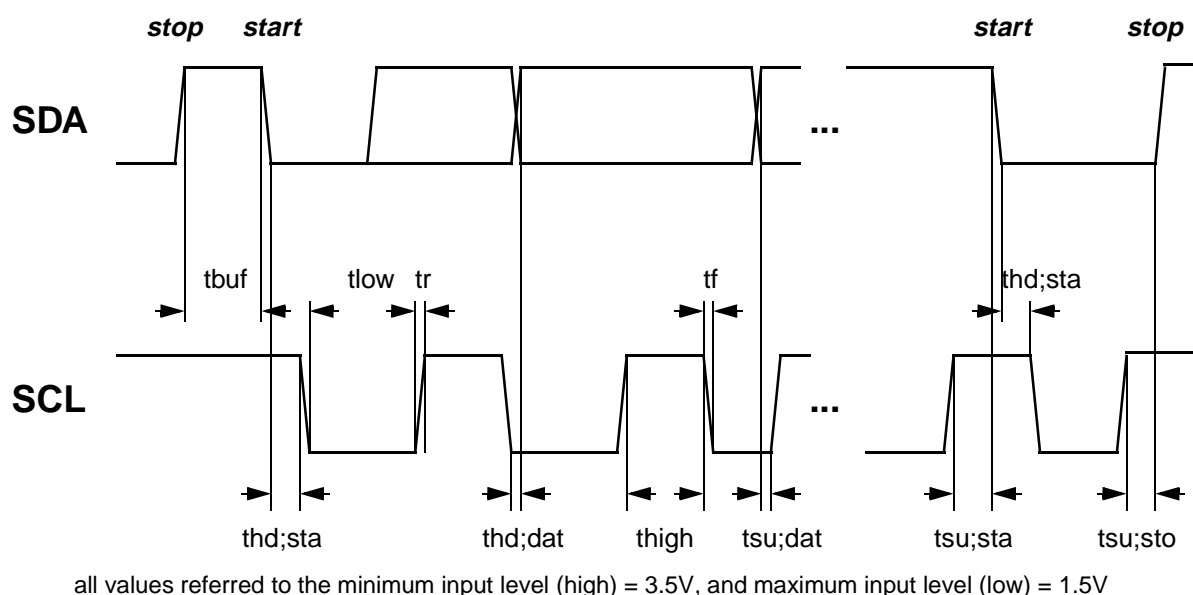 stop start start stop
SDA
...
tbuf tlow tr tf thd;sta
SCL
...
thd;sta thd;dat thigh tsu;dat tsu;sta tsu;sto
all values referred to the minimum input level (high) = 3.5V, and maximum input level (low) = 1.5V